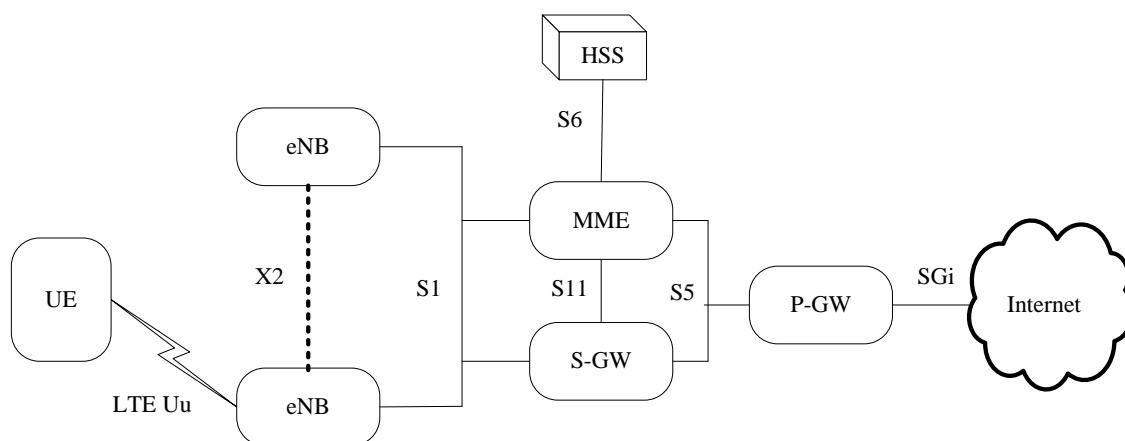 HSS
S6
eNB
MME
UE
X2
S1
S11
S5
SGi
P-GW
Internet
S-GW
LTE Uu
eNB